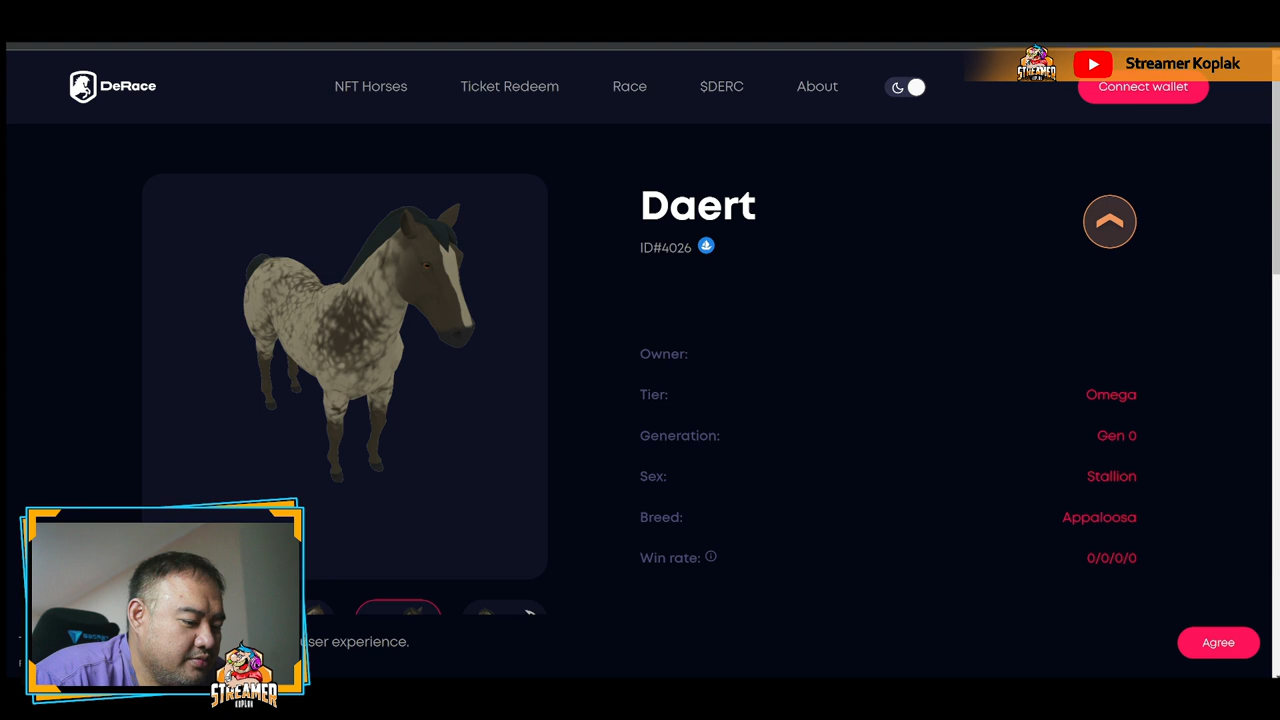 DeRace
NFT Horses
Ticket Redeem
Race
$DERC
About
Streamer Koplak
Connect wallet
Daert
ID#4026
Owner:
Tier:
Omega
Generation:
Gen 0
Sex:
Stallion
Breed:
Appaloosa
Win rate:
0/0/0/0
user experience.
Agree
STREAMER
KOPLAK